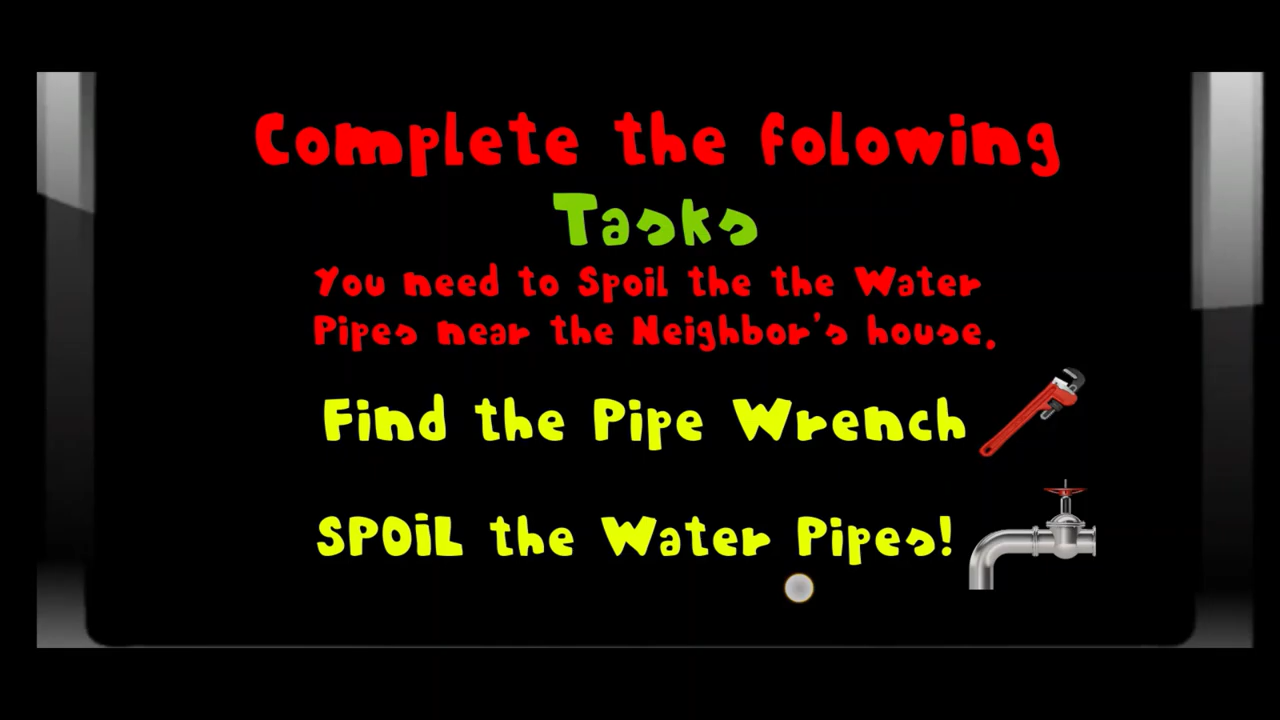 Complete the folowing
Tasks
You need to Spoil the the Water
Pipes near the Neighbor's house.
Find the Pipe Wrench
SPOiL the Water Pipes!